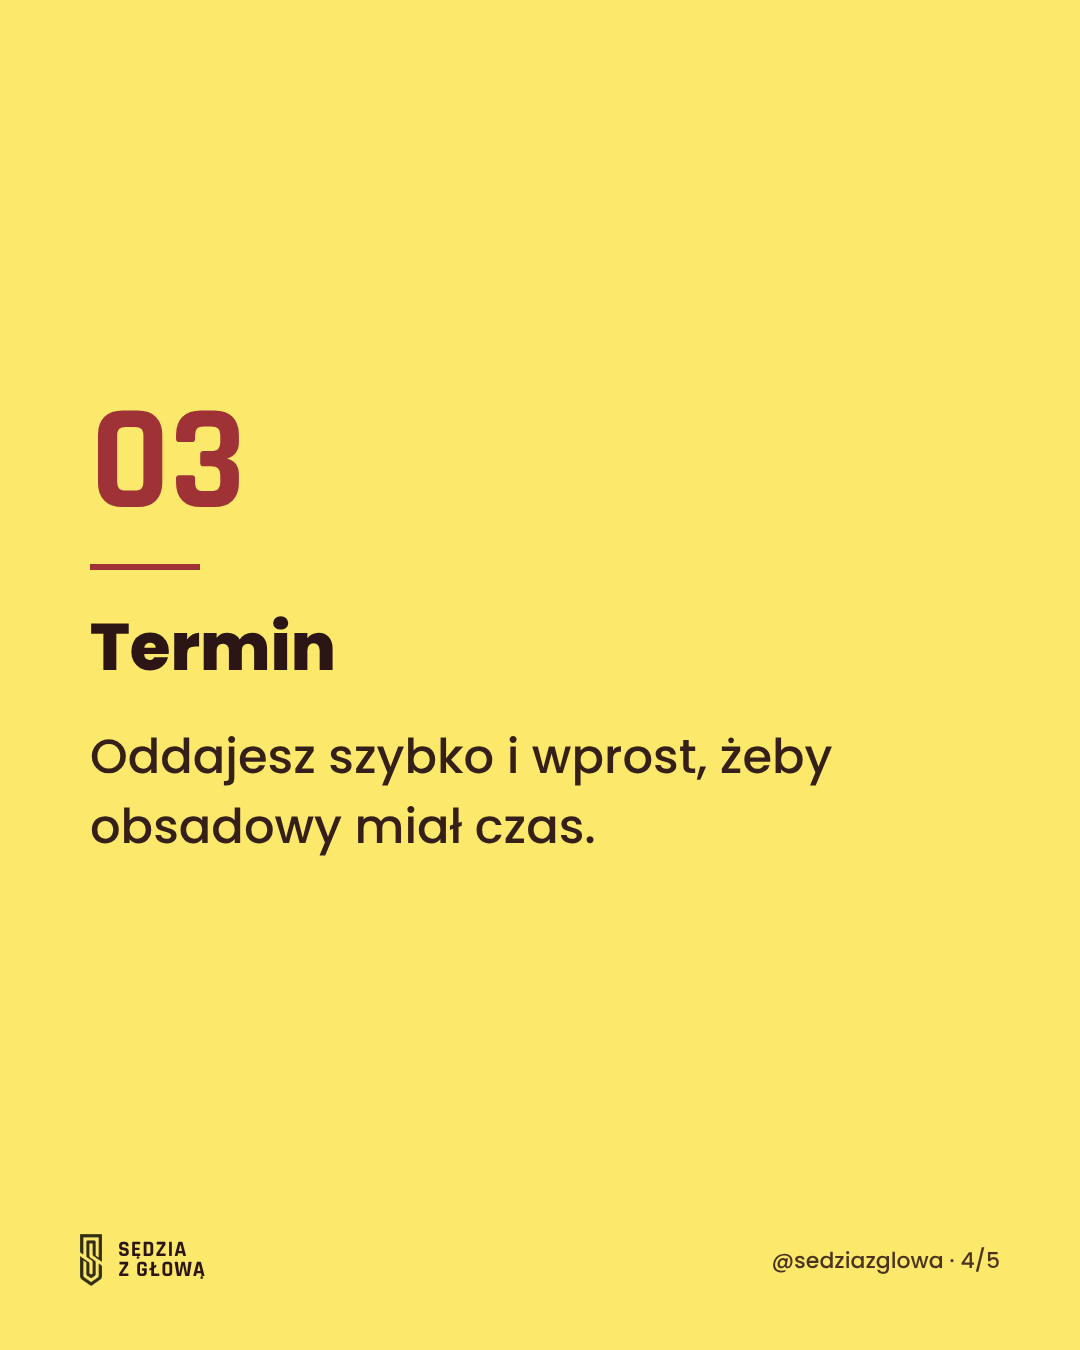 03
Termin
Oddajesz szybko i wprost, żeby
obsadowy miał czas.
SĘDZIA
Z GŁOWĄ
@sedziazglowa · 4/5